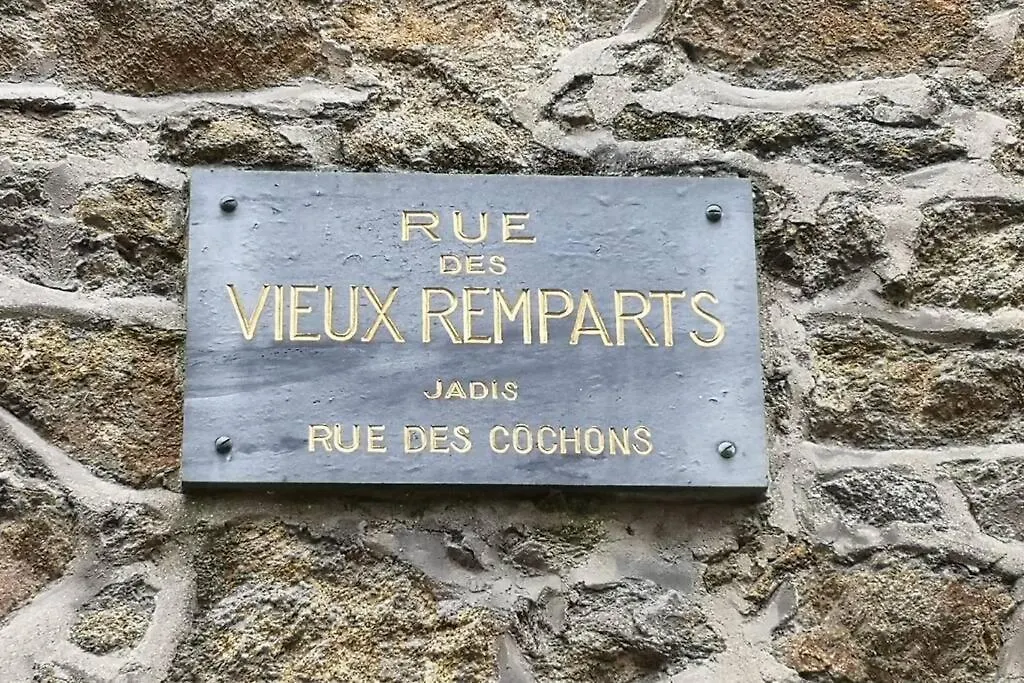 RUE
DES
VIEUX REMPARTS
JADIS
RUE DES COCHONS